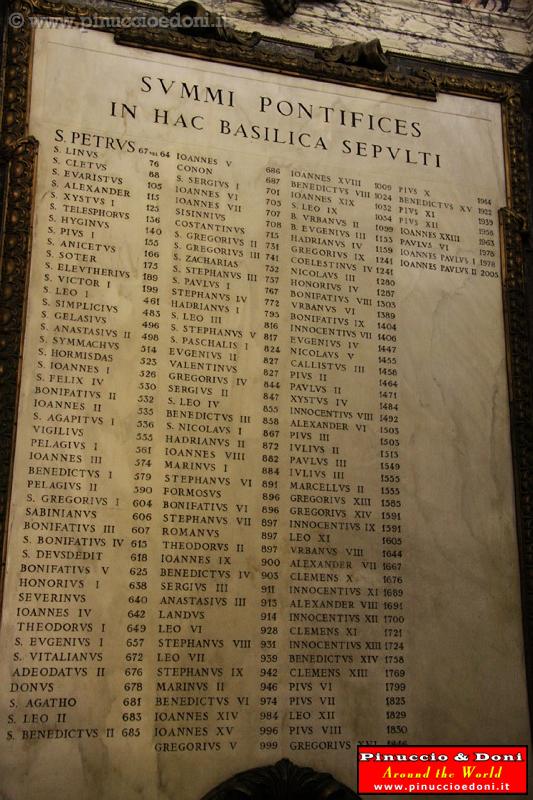 © www.pinuccioedoni.it
SVMMI PONTIFICES
IN HAC BASILICA SEPVLTI
S. PETRVS 67 vel 64
S. LINVS 76
S. CLETVS 88
S. EVARISTVS 105
S. ALEXANDER 115
S. XYSTVS I 125
S. TELESPHORVS 136
S. HYGINVS 140
S. PIVS I 155
S. ANICETVS 166
S. SOTER 175
S. ELEVTHERIVS 189
S. VICTOR I 199
S. LEO I 461
S. SIMPLICIVS 483
S. GELASIVS 496
S. ANASTASIVS II 498
S. SYMMACHVS 514
S. HORMISDAS 523
S. IOANNES I 526
S. FELIX IV 530
BONIFATIVS II 532
IOANNES II 535
S. AGAPITVS I 536
VIGILIVS 555
PELAGIVS I 561
IOANNES III 574
BENEDICTVS I 579
PELAGIVS II 590
S. GREGORIVS I 604
SABINIANVS 606
BONIFATIVS III 607
S. BONIFATIVS IV 615
S. DEVSDEDIT 618
BONIFATIVS V 625
HONORIVS I 638
SEVERINVS 640
IOANNES IV 642
THEODORVS I 649
S. EVGENIVS I 657
S. VITALIANVS 672
ADEODATVS II 676
DONVS 678
S. AGATHO 681
S. LEO II 683
S. BENEDICTVS II 685
IOANNES V 686
CONON 687
S. SERGIVS I 701
IOANNES VI 703
IOANNES VII 707
SISINNIVS 708
COSTANTINVS 715
S. GREGORIVS II 731
S. GREGORIVS III 741
S. ZACHARIAS 752
S. STEPHANVS III 757
S. PAVLVS I 767
STEPHANVS IV 772
HADRIANVS I 795
S. LEO III 816
S. STEPHANVS V 817
S. PASCHALIS I 824
EVGENIVS II 827
VALENTINVS 827
GREGORIVS IV 844
SERGIVS II 847
S. LEO IV 855
BENEDICTVS III 858
S. NICOLAVS I 867
HADRIANVS II 872
IOANNES VIII 882
MARINVS I 884
STEPHANVS VI 891
FORMOSVS 896
BONIFATIVS VI 896
STEPHANVS VII 897
ROMANVS 897
THEODORVS II 897
IOANNES IX 900
BENEDICTVS IV 903
SERGIVS III 911
ANASTASIVS III 913
LANDVS 914
LEO VI 928
STEPHANVS VIII 931
LEO VII 939
STEPHANVS IX 942
MARINVS II 946
BENEDICTVS VI 974
IOANNES XIV 984
IOANNES XV 996
GREGORIVS V 999
IOANNES XVIII 1009
BENEDICTVS VIII 1024
IOANNES XIX 1032
S. LEO IX 1054
B. VRBANVS II 1099
B. EVGENIVS III 1153
HADRIANVS IV 1159
GREGORIVS IX 1241
COELESTINVS IV 1241
NICOLAVS III 1280
HONORIVS IV 1287
BONIFATIVS VIII 1303
VRBANVS VI 1389
BONIFATIVS IX 1404
INNOCENTIVS VII 1406
EVGENIVS IV 1447
NICOLAVS V 1455
CALLISTVS III 1458
PIVS II 1464
PAVLVS II 1471
XYSTVS IV 1484
INNOCENTIVS VIII 1492
ALEXANDER VI 1503
PIVS III 1503
IVLIVS II 1513
PAVLVS III 1549
IVLIVS III 1555
MARCELLVS II 1555
GREGORIVS XIII 1585
GREGORIVS XIV 1591
INNOCENTIVS IX 1591
LEO XI 1605
VRBANVS VIII 1644
ALEXANDER VII 1667
CLEMENS X 1676
INNOCENTIVS XI 1689
ALEXANDER VIII 1691
INNOCENTIVS XII 1700
CLEMENS XI 1721
INNOCENTIVS XIII 1724
BENEDICTVS XIV 1758
CLEMENS XIII 1769
PIVS VI 1799
PIVS VII 1823
LEO XII 1829
PIVS VIII 1830
GREGORIVS XVI 1846
PIVS X 1914
BENEDICTVS XV 1922
PIVS XI 1939
PIVS XII 1958
IOANNES XXIII 1963
PAVLVS VI 1978
IOANNES PAVLVS I 1978
IOANNES PAVLVS II 2005
Pinuccio & Doni
Around the World
www.pinuccioedoni.it